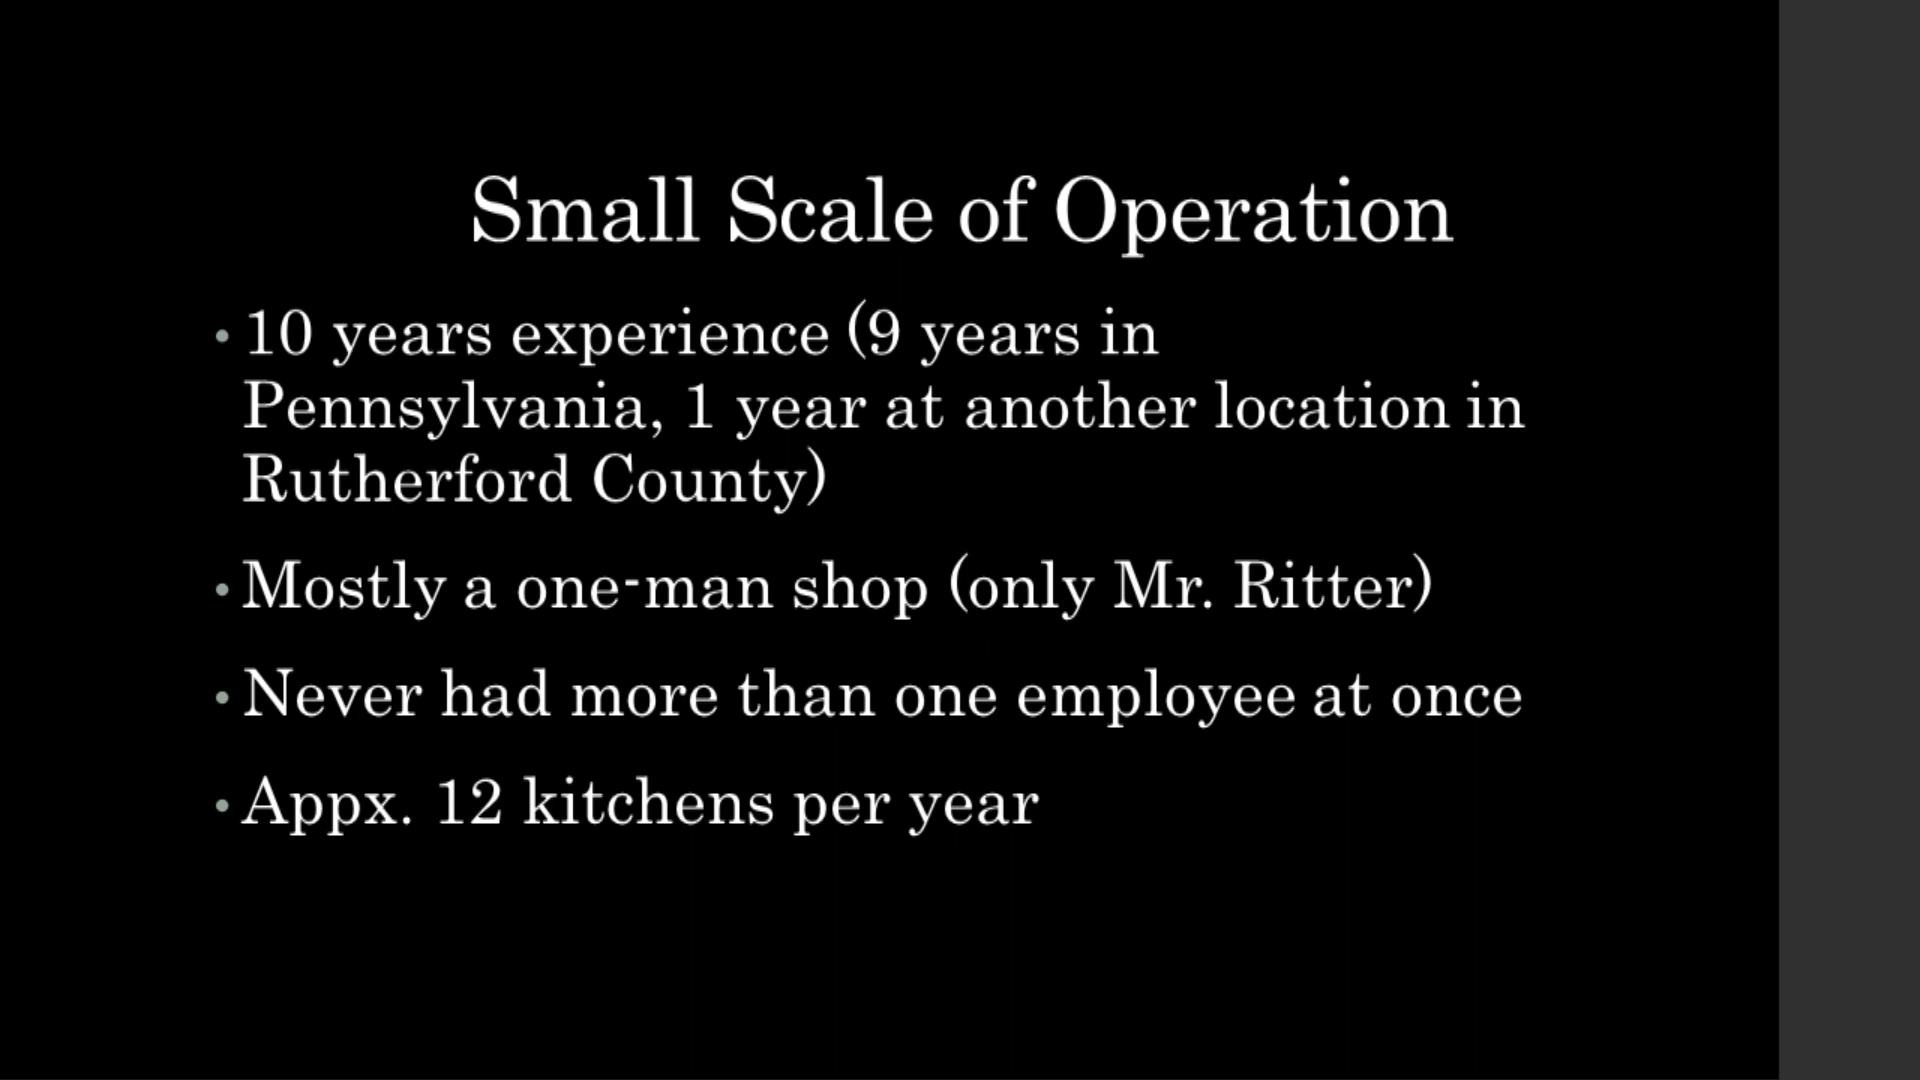 Small Scale of Operation
• 10 years experience (9 years in
Pennsylvania, 1 year at another location in
Rutherford County)
• Mostly a one-man shop (only Mr. Ritter)
• Never had more than one employee at once
• Appx. 12 kitchens per year